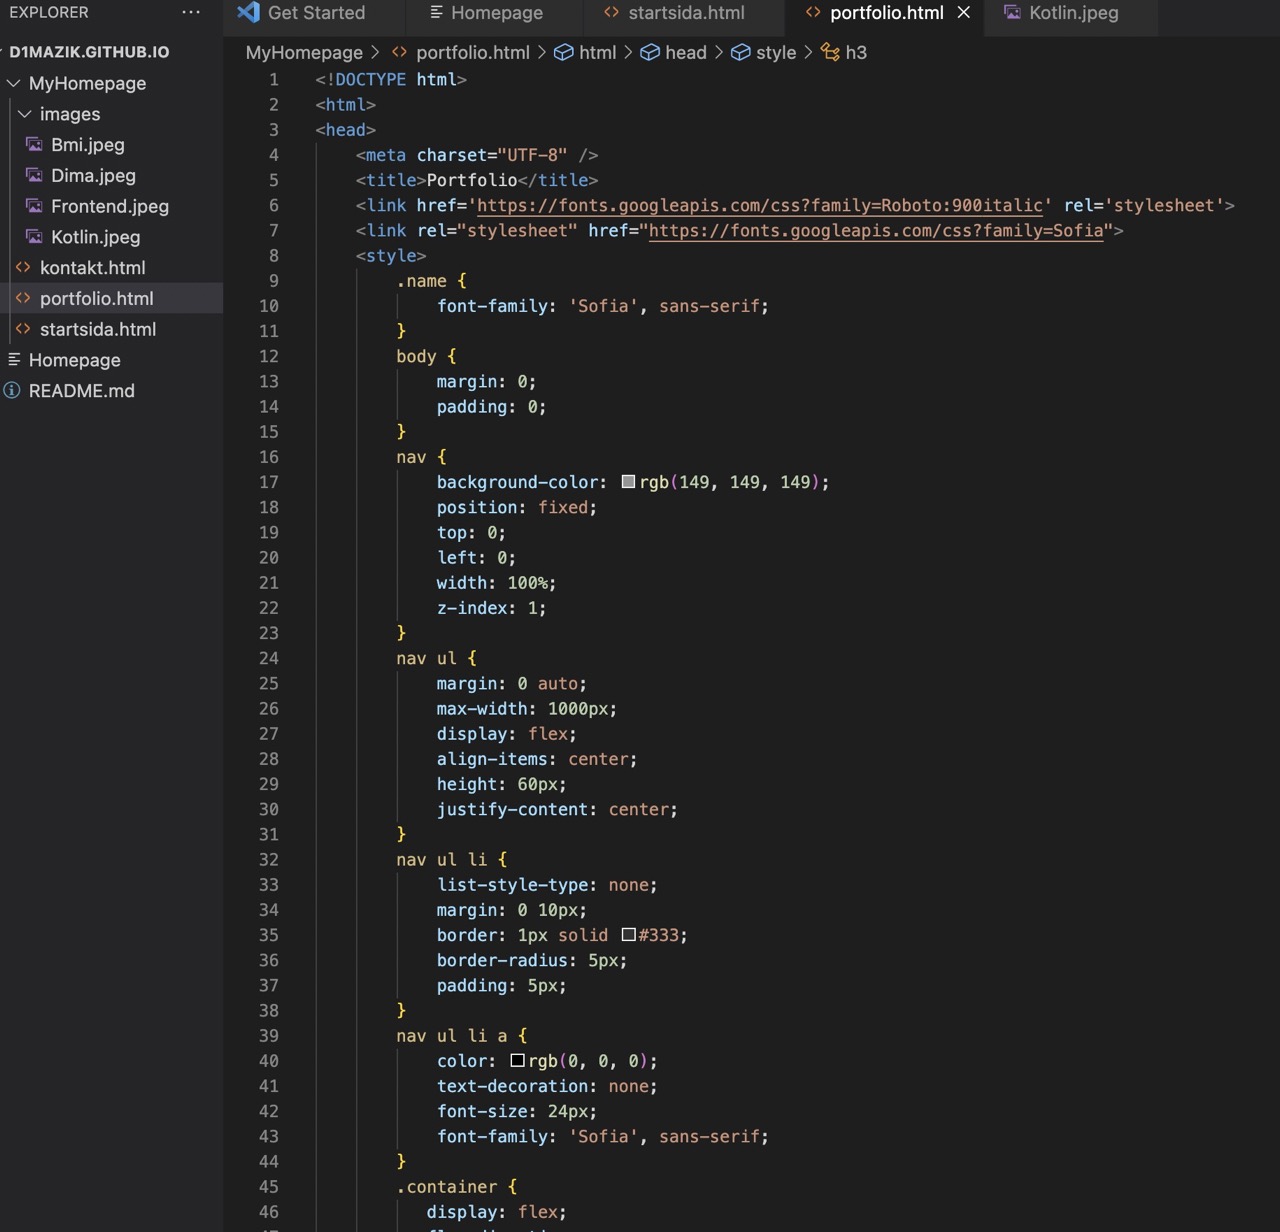 EXPLORER ···
Get Started Homepage startsida.html portfolio.html Kotlin.jpeg
D1MAZIK.GITHUB.IO
MyHomepage
images
Bmi.jpeg
Dima.jpeg
Frontend.jpeg
Kotlin.jpeg
kontakt.html
portfolio.html
startsida.html
Homepage
README.md
MyHomepage > portfolio.html > html > head > style > h3
1 <!DOCTYPE html>
2 <html>
3 <head>
4 <meta charset="UTF-8" />
5 <title>Portfolio</title>
6 <link href='https://fonts.googleapis.com/css?family=Roboto:900italic' rel='stylesheet'>
7 <link rel="stylesheet" href="https://fonts.googleapis.com/css?family=Sofia">
8 <style>
9 .name {
10 font-family: 'Sofia', sans-serif;
11 }
12 body {
13 margin: 0;
14 padding: 0;
15 }
16 nav {
17 background-color: rgb(149, 149, 149);
18 position: fixed;
19 top: 0;
20 left: 0;
21 width: 100%;
22 z-index: 1;
23 }
24 nav ul {
25 margin: 0 auto;
26 max-width: 1000px;
27 display: flex;
28 align-items: center;
29 height: 60px;
30 justify-content: center;
31 }
32 nav ul li {
33 list-style-type: none;
34 margin: 0 10px;
35 border: 1px solid #333;
36 border-radius: 5px;
37 padding: 5px;
38 }
39 nav ul li a {
40 color: rgb(0, 0, 0);
41 text-decoration: none;
42 font-size: 24px;
43 font-family: 'Sofia', sans-serif;
44 }
45 .container {
46 display: flex;